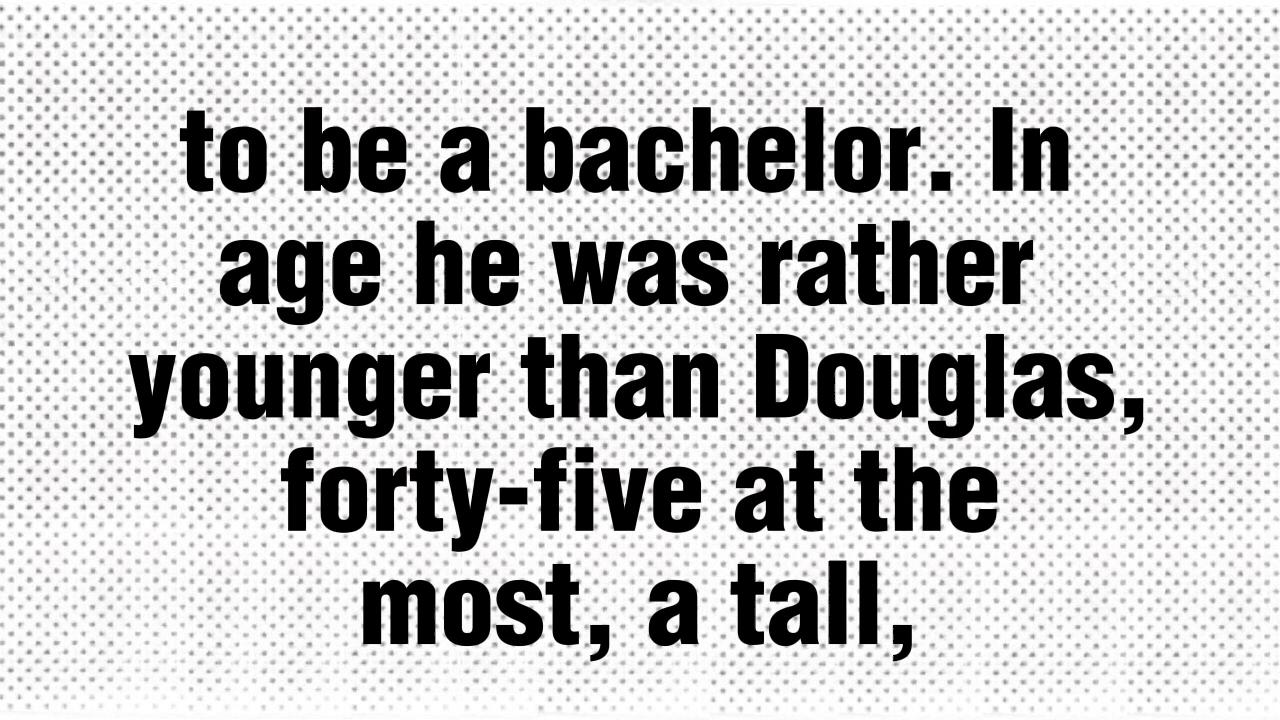 to be a bachelor. In
age he was rather
younger than Douglas,
forty-five at the
most, a tall,